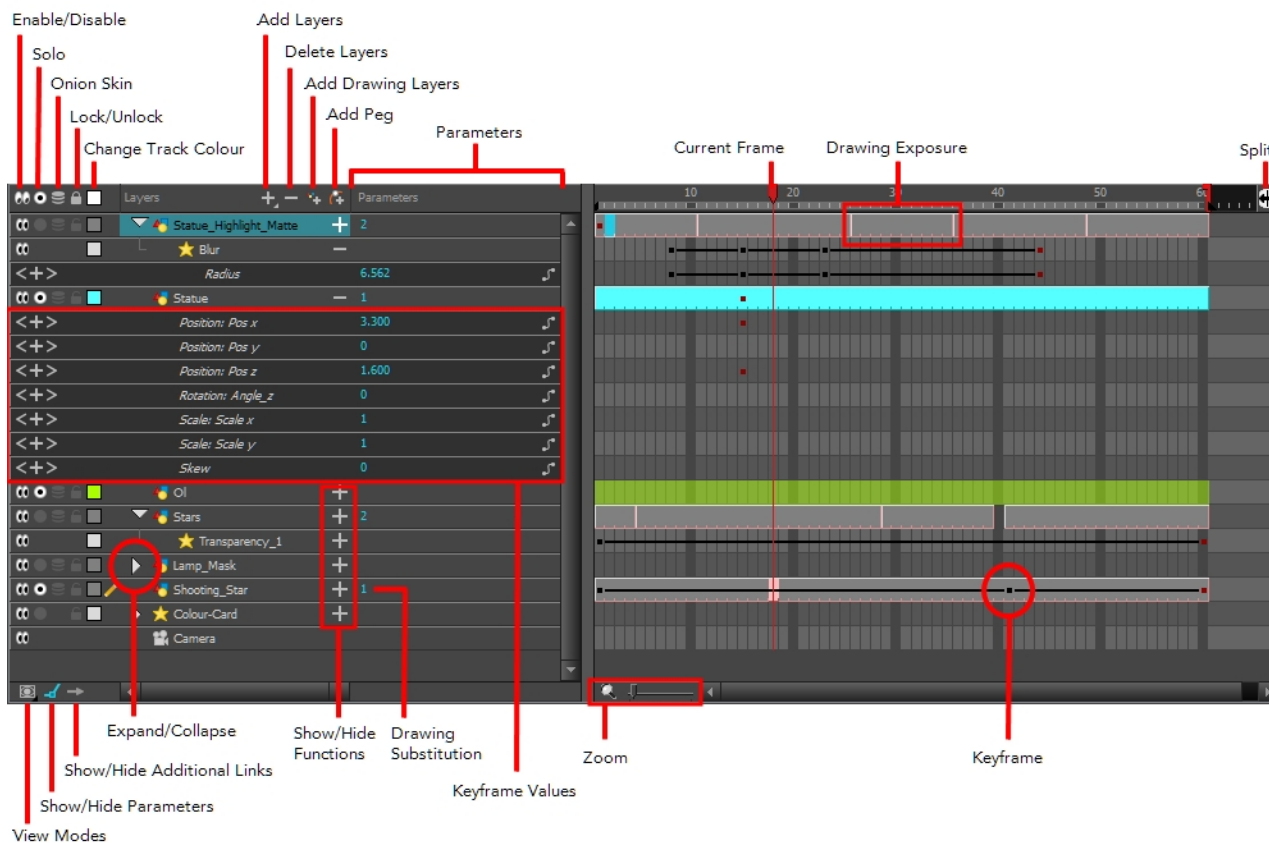 Enable/Disable
Add Layers
Solo
Delete Layers
Onion Skin
Add Drawing Layers
Lock/Unlock
Add Peg
Change Track Colour
Parameters
Current Frame
Drawing Exposure
Split
Layers
Parameters
10 20 30 40 50 60
Statue_Highlight_Matte 2
Blur
Radius 6.562
Statue 1
Position: Pos x 3.300
Position: Pos y 0
Position: Pos z 1.600
Rotation: Angle_z 0
Scale: Scale x 1
Scale: Scale y 1
Skew 0
Ol
Stars 2
Transparency_1
Lamp_Mask
Shooting_Star 1
Colour-Card
Camera
Expand/Collapse
Show/Hide Functions
Drawing Substitution
Zoom
Keyframe
Show/Hide Additional Links
Keyframe Values
Show/Hide Parameters
View Modes